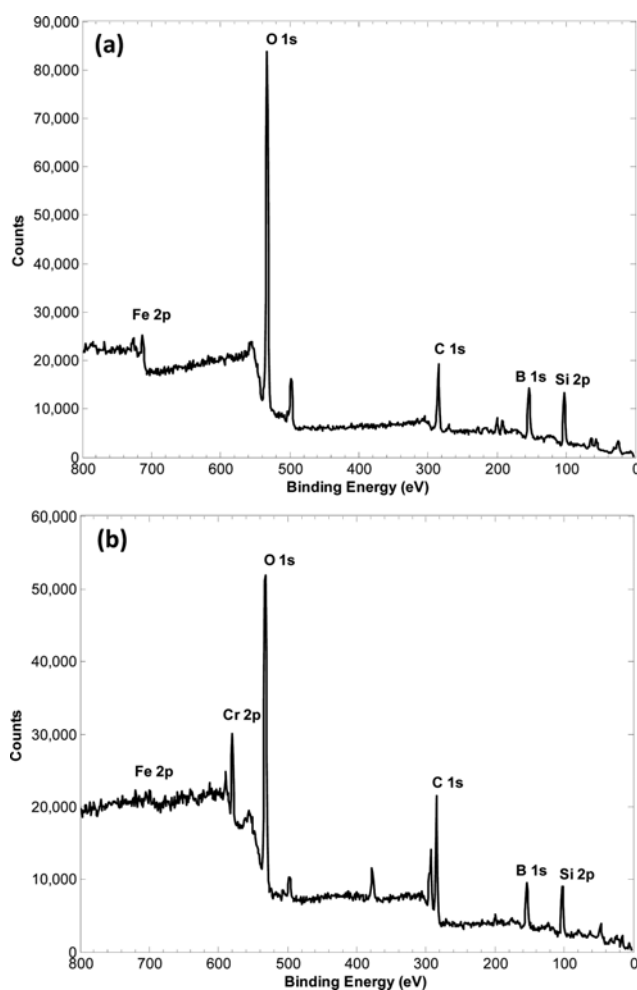 (a)
90,000
80,000
70,000
60,000
50,000
40,000
30,000
20,000
10,000
0
Counts
O 1s
Fe 2p
C 1s
B 1s Si 2p
800 700 600 500 400 300 200 100 0
Binding Energy (eV)
(b)
60,000
50,000
40,000
30,000
20,000
10,000
0
Counts
O 1s
Cr 2p
Fe 2p
C 1s
B 1s Si 2p
800 700 600 500 400 300 200 100 0
Binding Energy (eV)